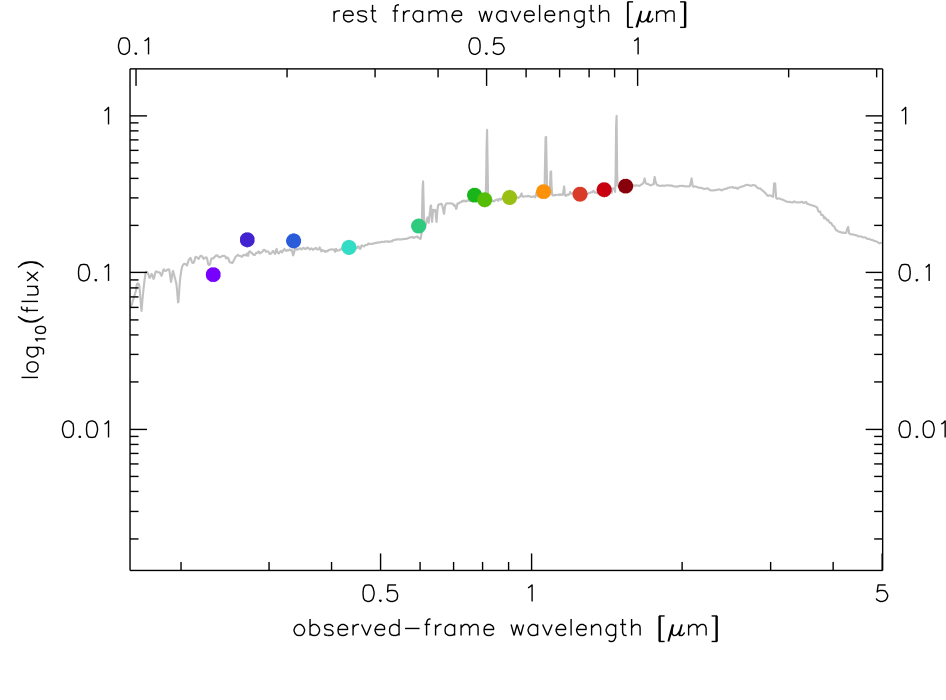 rest frame wavelength [μm]
0.1 0.5 1
1 1
0.1 0.1
0.01 0.01
log10(flux)
0.5 1 5
observed-frame wavelength [μm]